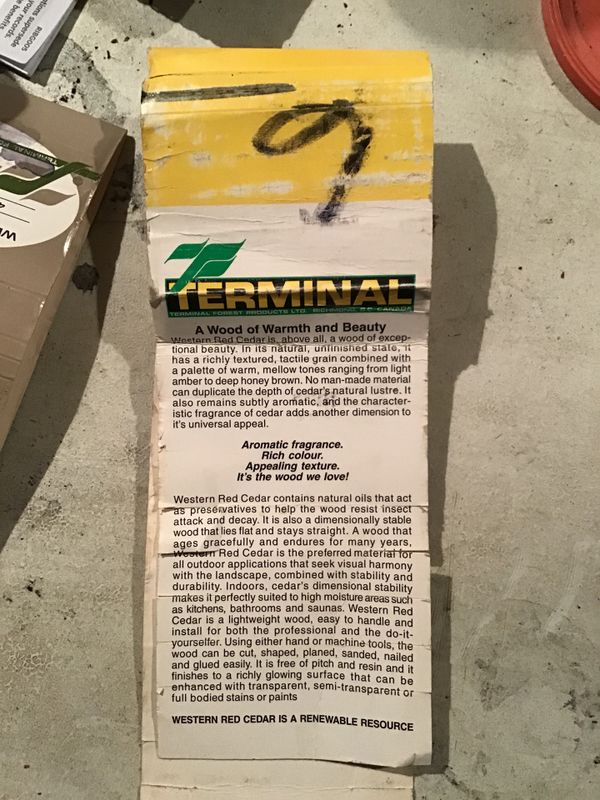 BIBG005
ations supersede
your records.
e benefits
TERMINAL FO
9
TERMINAL
TERMINAL FOREST PRODUCTS LTD. RICHMOND, B.C. CANADA
A Wood of Warmth and Beauty
Western Red Cedar is, above all, a wood of excep-
tional beauty. In its natural, unfinished state, it
has a richly textured, tactile grain combined with
a palette of warm, mellow tones ranging from light
amber to deep honey brown. No man-made material
can duplicate the depth of cedar's natural lustre. It
also remains subtly aromatic, and the character-
istic fragrance of cedar adds another dimension to
it's universal appeal.
Aromatic fragrance.
Rich colour.
Appealing texture.
It's the wood we love!
Western Red Cedar contains natural oils that act
as preservatives to help the wood resist insect
attack and decay. It is also a dimensionally stable
wood that lies flat and stays straight. A wood that
ages gracefully and endures for many years,
Western Red Cedar is the preferred material for
all outdoor applications that seek visual harmony
with the landscape, combined with stability and
durability. Indoors, cedar's dimensional stability
makes it perfectly suited to high moisture areas such
as kitchens, bathrooms and saunas. Western Red
Cedar is a lightweight wood, easy to handle and
install for both the professional and the do-it-
yourselfer. Using either hand or machine tools, the
wood can be cut, shaped, planed, sanded, nailed
and glued easily. It is free of pitch and resin and it
finishes to a richly glowing surface that can be
enhanced with transparent, semi-transparent or
full bodied stains or paints
WESTERN RED CEDAR IS A RENEWABLE RESOURCE